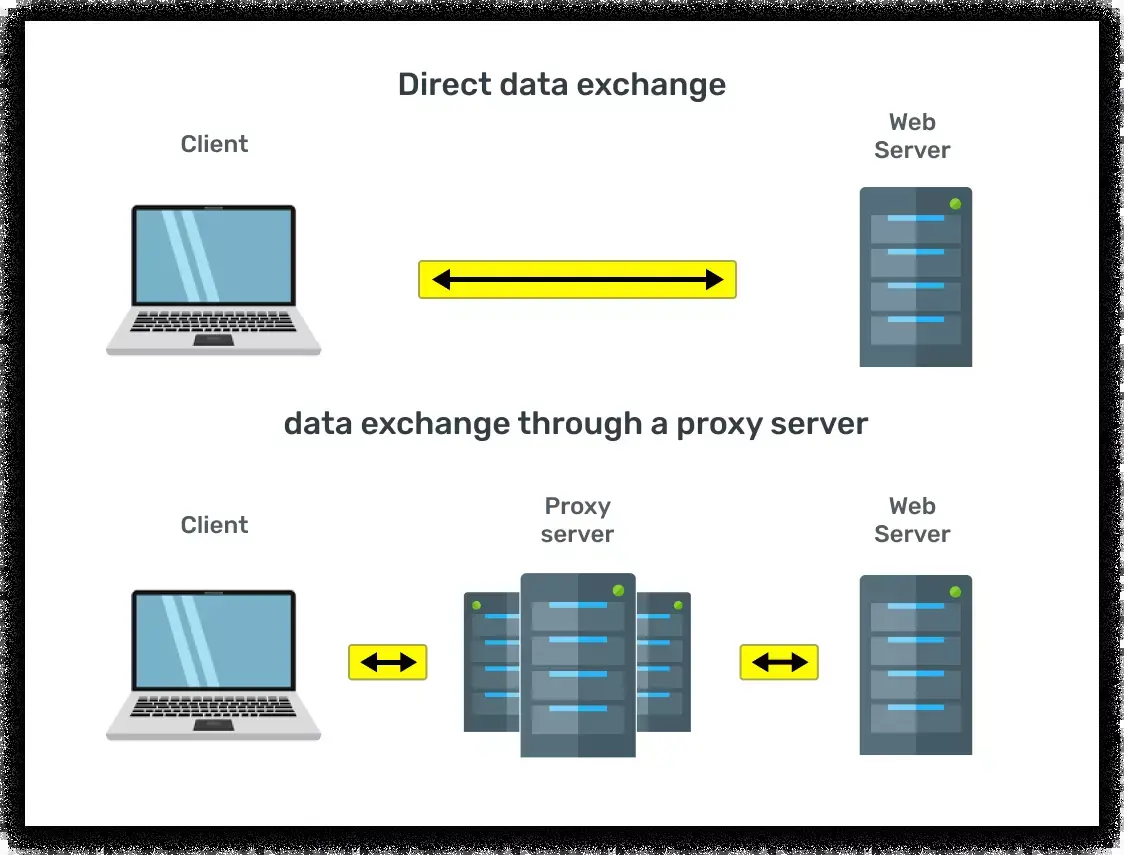 Direct data exchange
Client
Web
Server
data exchange through a proxy server
Client
Proxy
server
Web
Server